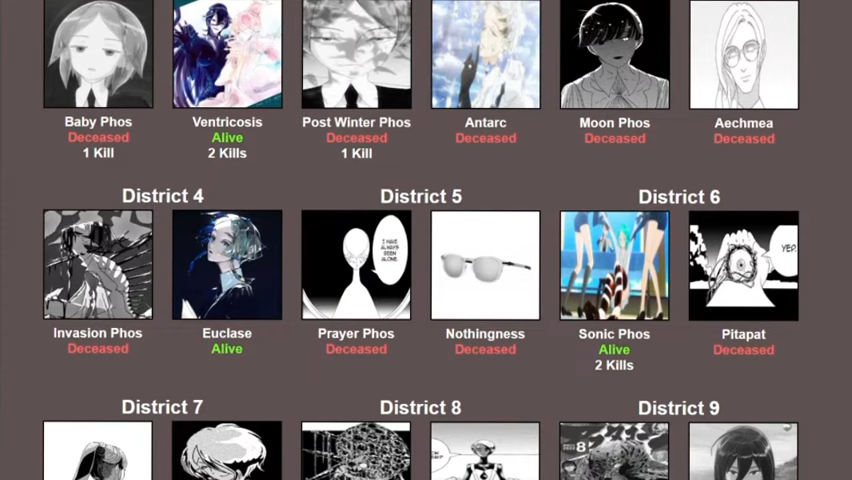 Baby Phos
Deceased
1 Kill
Ventricosis
Alive
2 Kills
Post Winter Phos
Deceased
1 Kill
Antarc
Deceased
Moon Phos
Deceased
Aechmea
Deceased
District 4
District 5
District 6
I HAVE
ALWAYS
BEEN
ALONE.
YEP.
Invasion Phos
Deceased
Euclase
Alive
Prayer Phos
Deceased
Nothingness
Deceased
Sonic Phos
Alive
2 Kills
Pitapat
Deceased
District 7
District 8
District 9
8